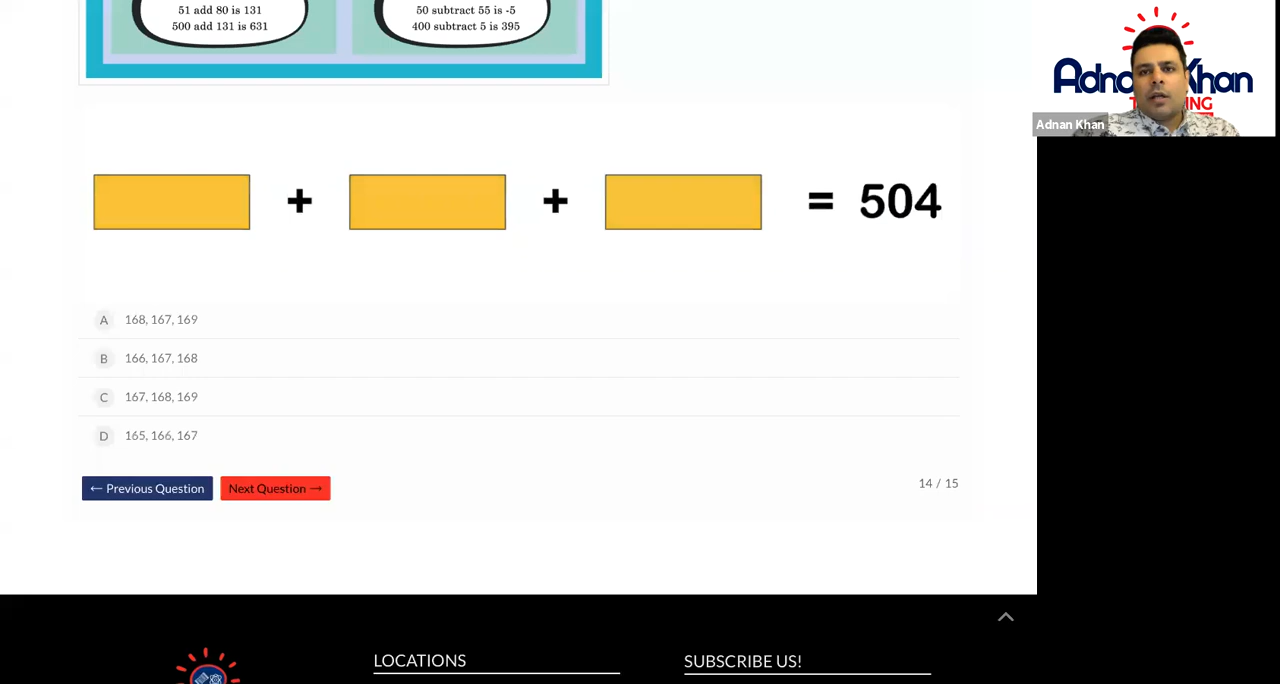 51 add 80 is 131
500 add 131 is 631
50 subtract 55 is -5
400 subtract 5 is 395
Adnan Khan
+ + = 504
A 168, 167, 169
B 166, 167, 168
C 167, 168, 169
D 165, 166, 167
← Previous Question
Next Question →
14 / 15
LOCATIONS
SUBSCRIBE US!